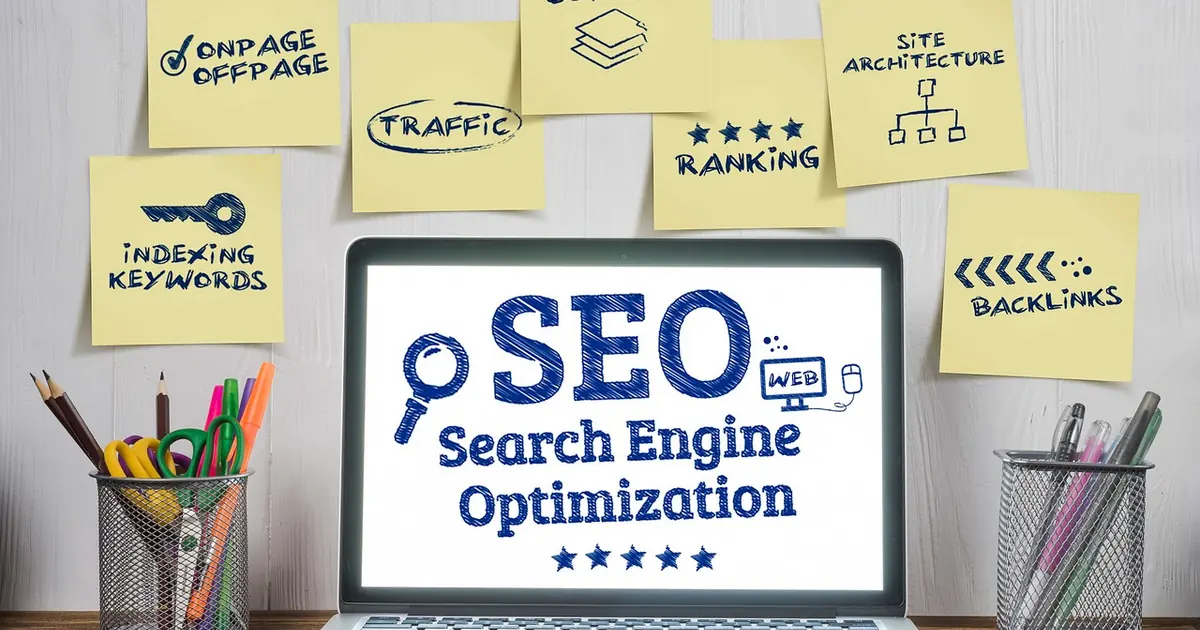 ONPAGE
OFFPAGE
TRAFFIC
RANKING
SITE
ARCHITECTURE
INDEXING
KEYWORDS
BACKLINKS
SEO
WEB
Search Engine
Optimization